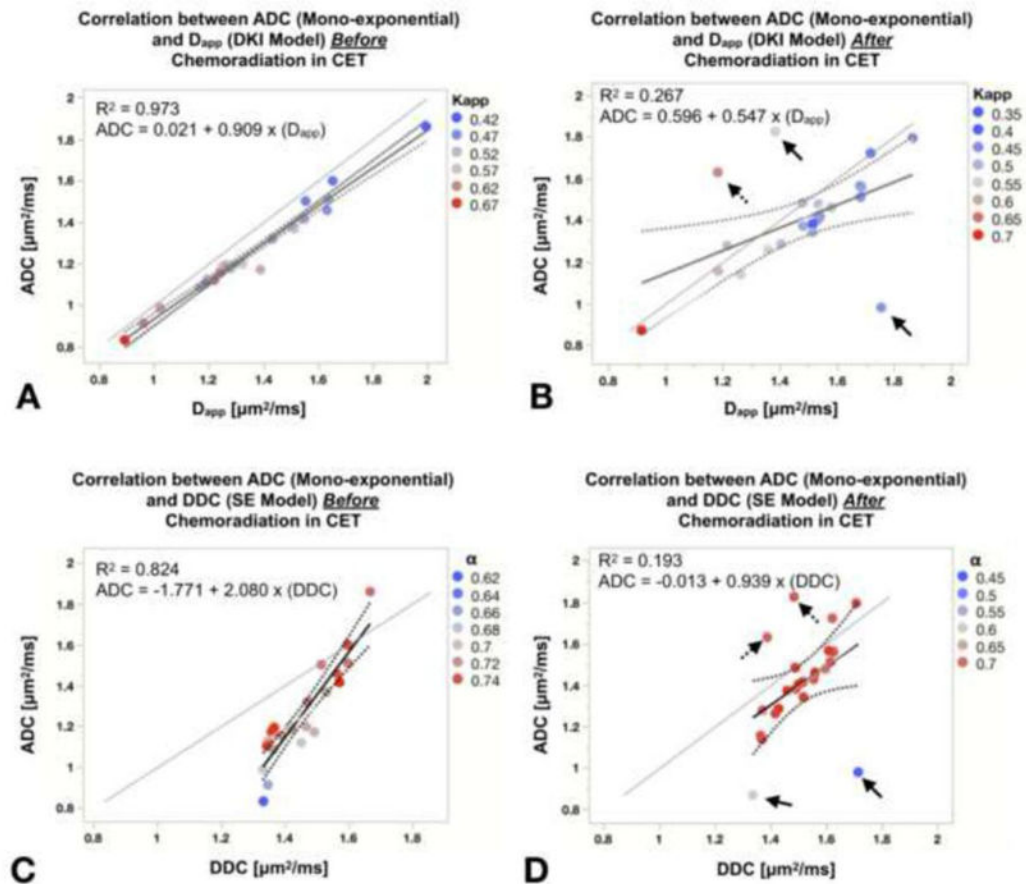 Correlation between ADC (Mono-exponential)
and Dapp (DKI Model) Before
Chemoradiation in CET
R² = 0.973
ADC = 0.021 + 0.909 x (Dapp)
2
1.8
1.6
1.4
1.2
1
0.8
ADC [µm²/ms]
0.8 1 1.2 1.4 1.6 1.8 2
Dapp [µm²/ms]
Kapp
0.42
0.47
0.52
0.57
0.62
0.67
A
Correlation between ADC (Mono-exponential)
and Dapp (DKI Model) After
Chemoradiation in CET
R² = 0.267
ADC = 0.596 + 0.547 x (Dapp)
2
1.8
1.6
1.4
1.2
1
0.8
ADC [µm²/ms]
0.8 1 1.2 1.4 1.6 1.8 2
Dapp [µm²/ms]
Kapp
0.35
0.4
0.45
0.5
0.55
0.6
0.65
0.7
B
Correlation between ADC (Mono-exponential)
and DDC (SE Model) Before
Chemoradiation in CET
R² = 0.824
ADC = -1.771 + 2.080 x (DDC)
2
1.8
1.6
1.4
1.2
1
0.8
ADC [µm²/ms]
0.8 1 1.2 1.4 1.6 1.8 2
DDC [µm²/ms]
α
0.62
0.64
0.66
0.68
0.7
0.72
0.74
C
Correlation between ADC (Mono-exponential)
and DDC (SE Model) After
Chemoradiation in CET
R² = 0.193
ADC = -0.013 + 0.939 x (DDC)
2
1.8
1.6
1.4
1.2
1
0.8
ADC [µm²/ms]
0.8 1 1.2 1.4 1.6 1.8 2
DDC [µm²/ms]
α
0.45
0.5
0.55
0.6
0.65
0.7
D